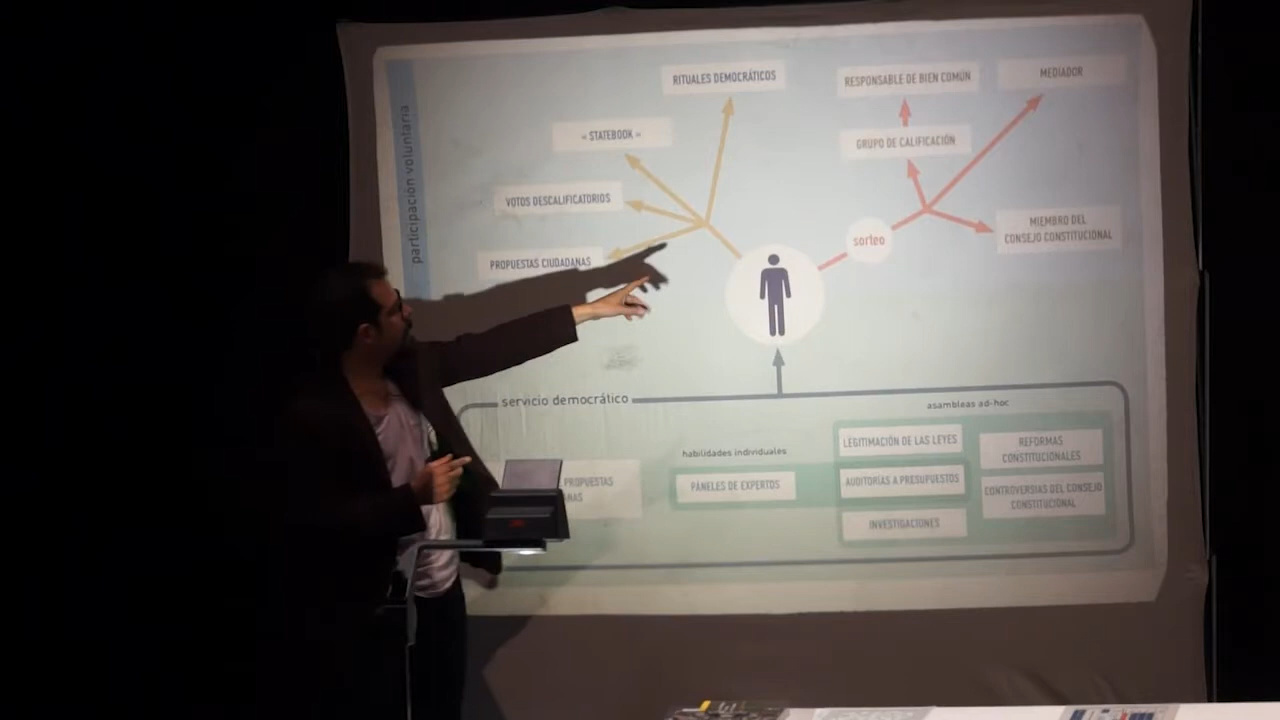 participación voluntaria
RITUALES DEMOCRÁTICOS
RESPONSABLE DE BIEN COMÚN
MEDIADOR
« STATEBOOK »
GRUPO DE CALIFICACIÓN
VOTOS DESCALIFICATORIOS
MIEMBRO DEL
CONSEJO CONSTITUCIONAL
sorteo
PROPUESTAS CIUDADANAS
servicio democrático
asambleas ad-hoc
habilidades individuales
LEGITIMACIÓN DE LAS LEYES
REFORMAS
CONSTITUCIONALES
PROPUESTAS
PANELES DE EXPERTOS
AUDITORÍAS A PRESUPUESTOS
CONTROVERSIAS DEL CONSEJO
CONSTITUCIONAL
INVESTIGACIONES